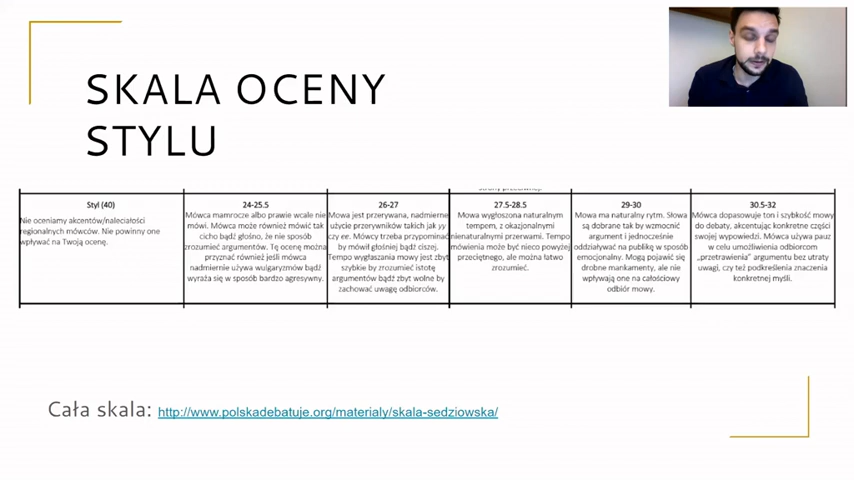 SKALA OCENY
STYLU
strony przeciwnej.
Styl (40)
Nie oceniamy akcentów/naleciałości
regionalnych mówców. Nie powinny one
wpływać na Twoją ocenę.
24-25.5
Mówca mamrocze albo prawie wcale nie
mówi. Mówca może również mówić tak
cicho bądź głośno, że nie sposób
zrozumieć argumentów. Tę ocenę można
przyznać również jeśli mówca
nadmiernie używa wulgaryzmów bądź
wyraża się w sposób bardzo agresywny.
26-27
Mowa jest przerywana, nadmierne
użycie przerywników takich jak yy
czy ee. Mówcy trzeba przypominać
by mówił głośniej bądź ciszej.
Tempo wygłaszania mowy jest zbyt
szybkie by zrozumieć istotę
argumentów bądź zbyt wolne by
zachować uwagę odbiorców.
27.5-28.5
Mowa wygłoszona naturalnym
tempem, z okazjonalnymi
nienaturalnymi przerwami. Tempo
mówienia może być nieco powyżej
przeciętnego, ale można łatwo
zrozumieć.
29-30
Mowa ma naturalny rytm. Słowa
są dobrane tak by wzmocnić
argument i jednocześnie
oddziaływać na publikę w sposób
emocjonalny. Mogą pojawić się
drobne mankamenty, ale nie
wpływają one na całościowy
odbiór mowy.
30.5-32
Mówca dopasowuje ton i szybkość mowy
do debaty, akcentując konkretne części
swojej wypowiedzi. Mówca używa pauz
w celu umożliwienia odbiorcom
„przetrawienia” argumentu bez utraty
uwagi, czy też podkreślenia znaczenia
konkretnej myśli.
Cała skala: http://www.polskadebatuje.org/materialy/skala-sedziowska/